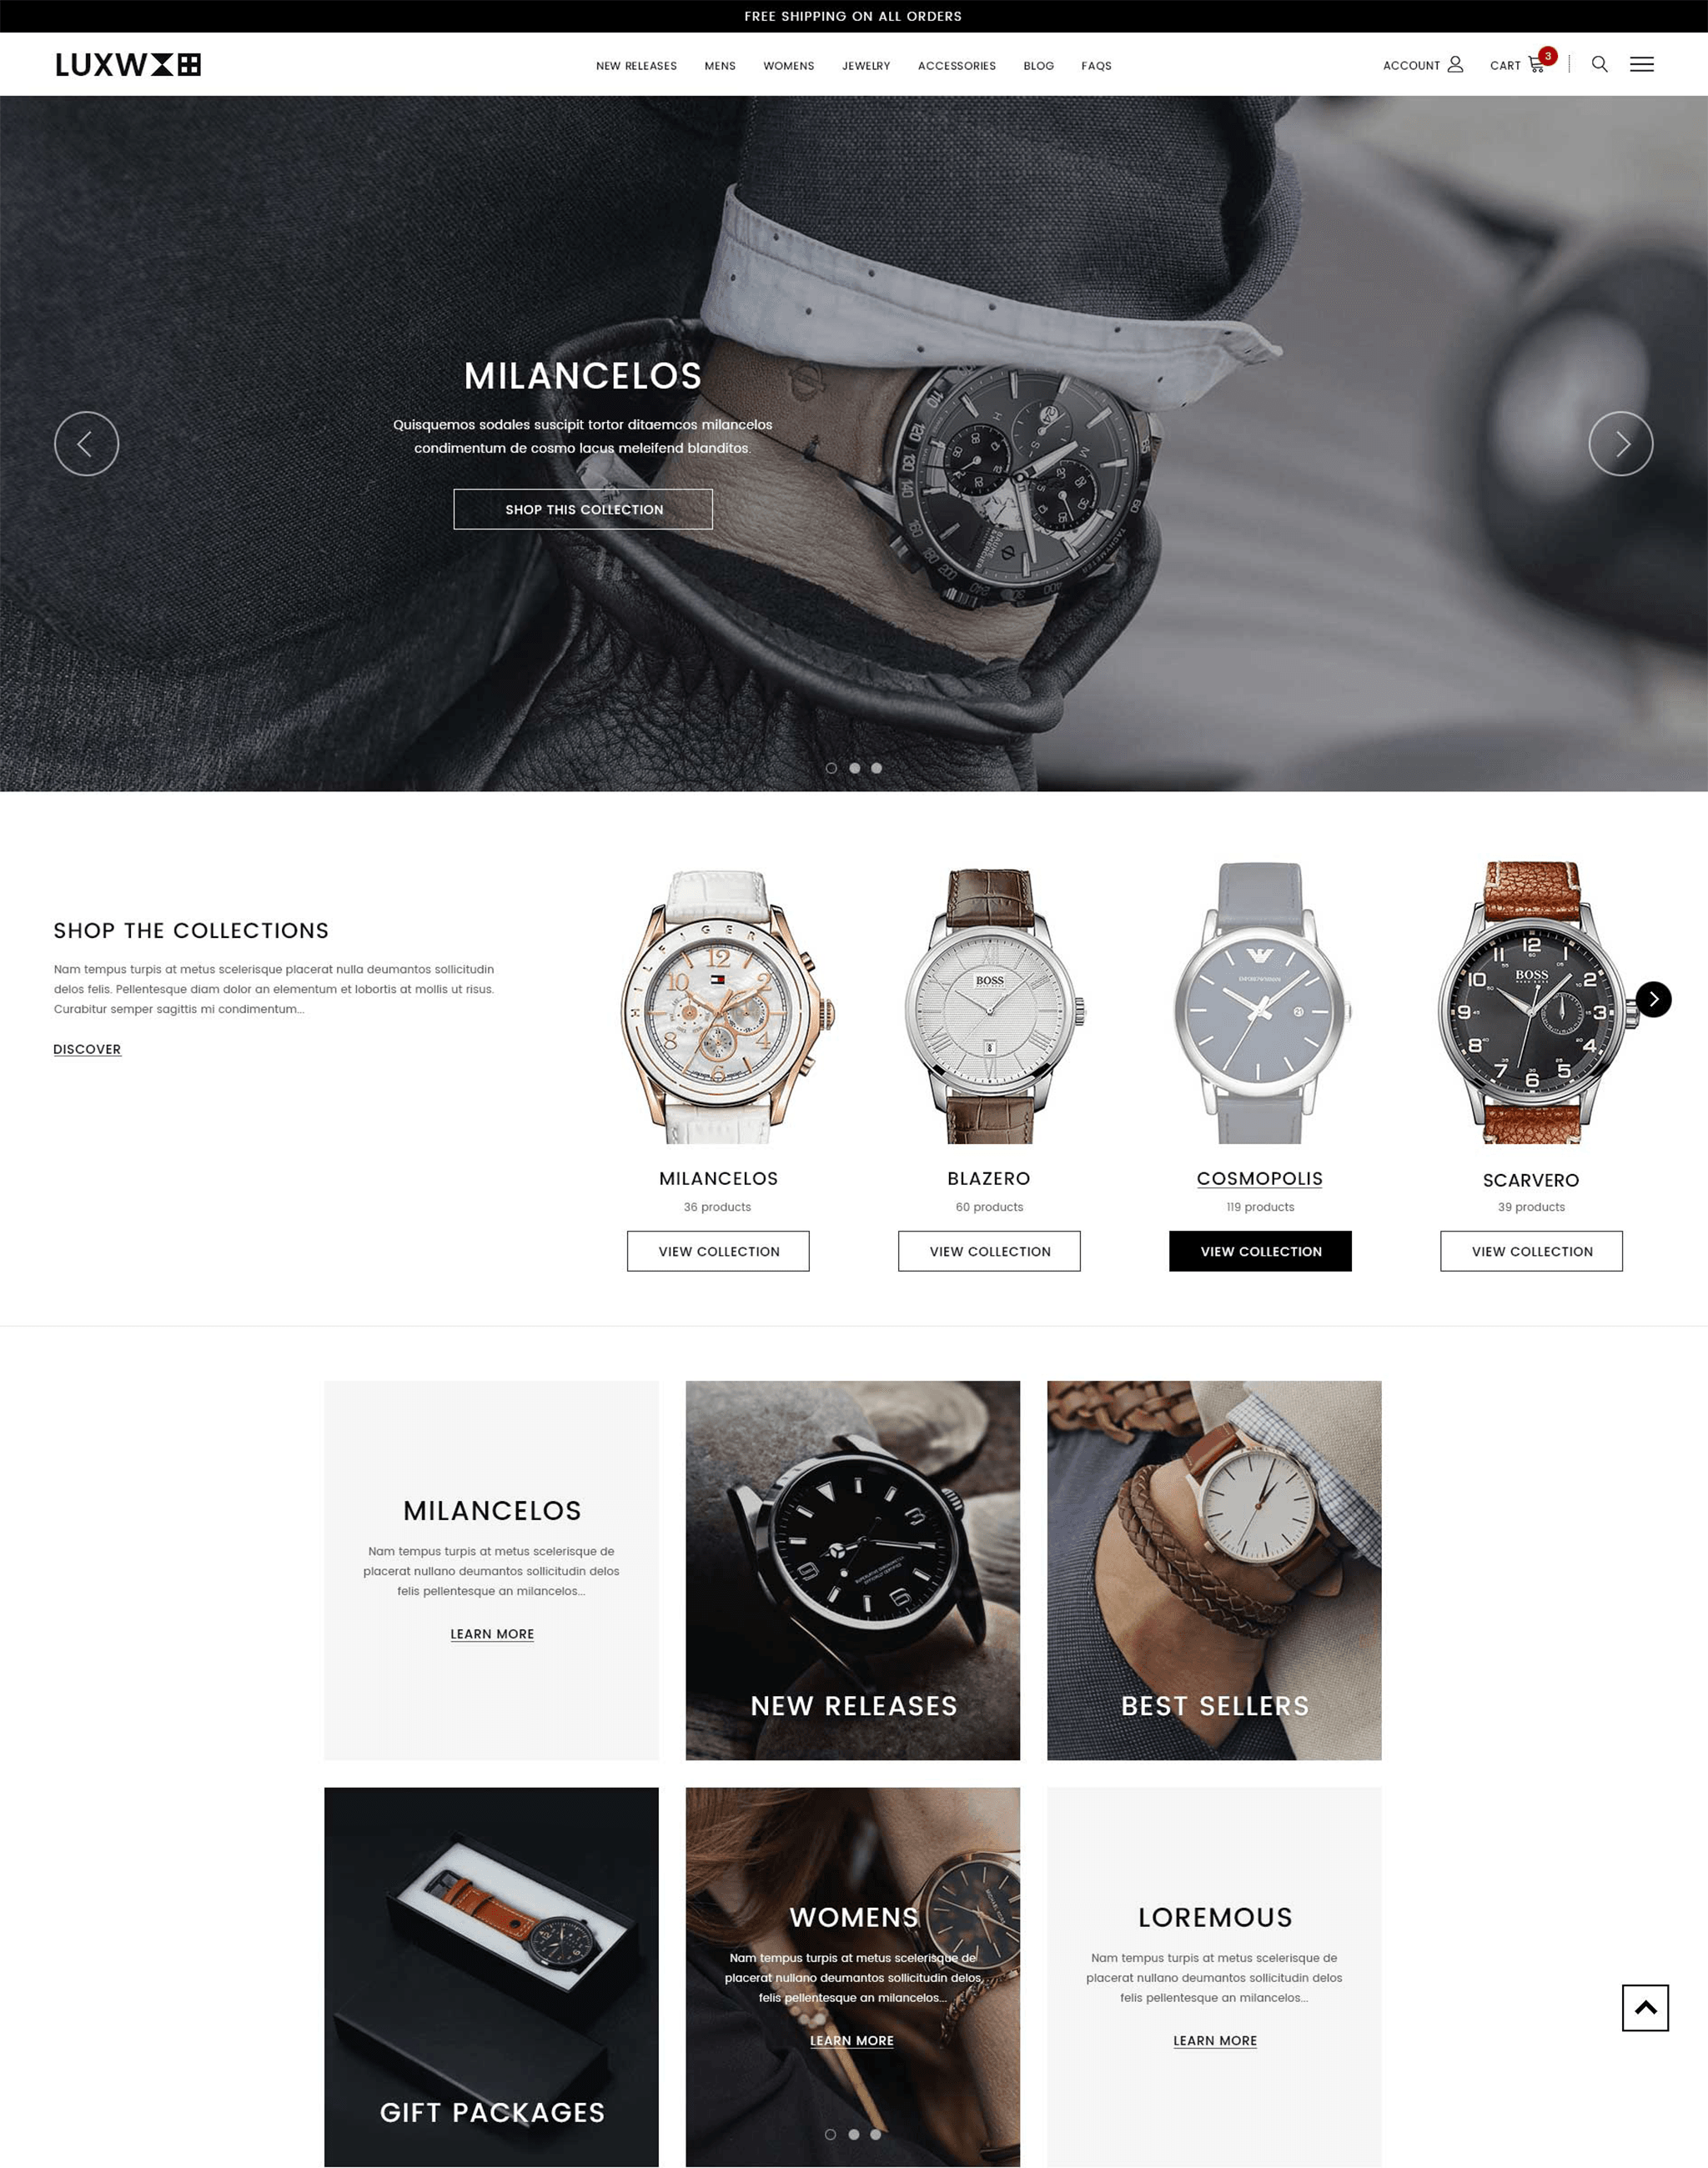 FREE SHIPPING ON ALL ORDERS
LUXW
NEW RELEASES MENS WOMENS JEWELRY ACCESSORIES BLOG FAQS
ACCOUNT CART 3
MILANCELOS
Quisquemos sodales suscipit tortor ditaemcos milancelos
condimentum de cosmo lacus meleifend blanditos.
SHOP THIS COLLECTION
SHOP THE COLLECTIONS
Nam tempus turpis at metus scelerisque placerat nulla deumantos sollicitudin
delos felis. Pellentesque diam dolor an elementum et lobortis at mollis ut risus.
Curabitur semper sagittis mi condimentum...
DISCOVER
HILFIGER
BOSS
BOSS
MILANCELOS
36 products
VIEW COLLECTION
BLAZERO
60 products
VIEW COLLECTION
COSMOPOLIS
119 products
VIEW COLLECTION
SCARVERO
39 products
VIEW COLLECTION
MILANCELOS
Nam tempus turpis at metus scelerisque de
placerat nullano deumantos sollicitudin delos
felis pellentesque an milancelos...
LEARN MORE
NEW RELEASES
BEST SELLERS
GIFT PACKAGES
WOMENS
Nam tempus turpis at metus scelerisque de
placerat nullano deumantos sollicitudin delos
felis pellentesque an milancelos...
LEARN MORE
LOREMOUS
Nam tempus turpis at metus scelerisque de
placerat nullano deumantos sollicitudin delos
felis pellentesque an milancelos...
LEARN MORE